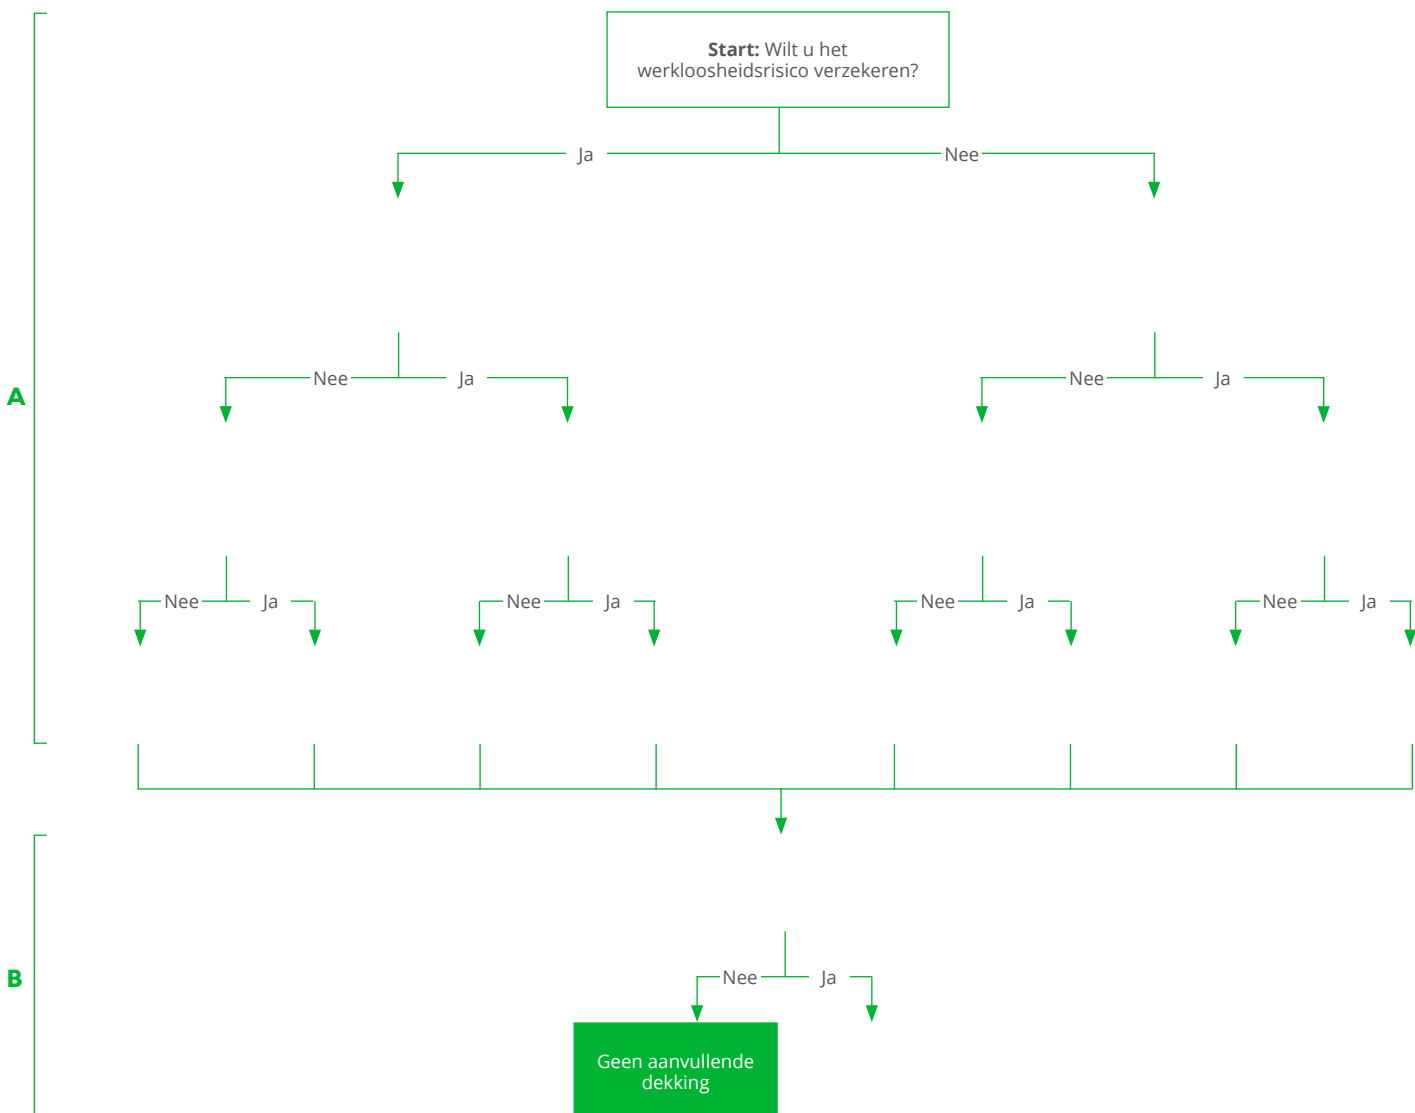 Start: Wilt u het
werkloosheidsrisico verzekeren?
Ja
Nee
Nee
Ja
Nee
Ja
A
Nee
Ja
Nee
Ja
Nee
Ja
Nee
Ja
B
Nee
Ja
Geen aanvullende
dekking